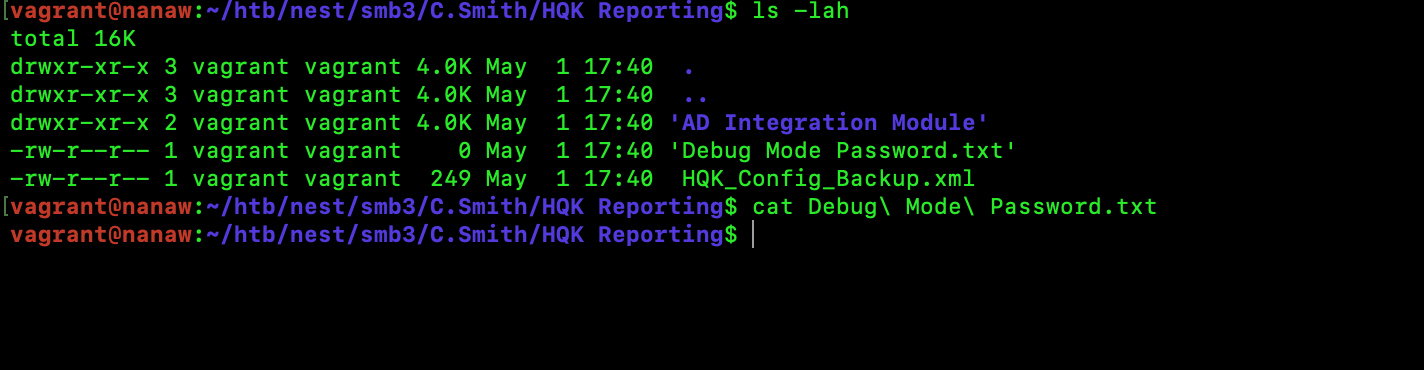 [vagrant@nanaw:~/htb/nest/smb3/C.Smith/HQK Reporting$ ls -lah
total 16K
drwxr-xr-x 3 vagrant vagrant 4.0K May  1 17:40  .
drwxr-xr-x 3 vagrant vagrant 4.0K May  1 17:40  ..
drwxr-xr-x 2 vagrant vagrant 4.0K May  1 17:40 'AD Integration Module'
-rw-r--r-- 1 vagrant vagrant    0 May  1 17:40 'Debug Mode Password.txt'
-rw-r--r-- 1 vagrant vagrant  249 May  1 17:40  HQK_Config_Backup.xml
[vagrant@nanaw:~/htb/nest/smb3/C.Smith/HQK Reporting$ cat Debug\ Mode\ Password.txt
vagrant@nanaw:~/htb/nest/smb3/C.Smith/HQK Reporting$